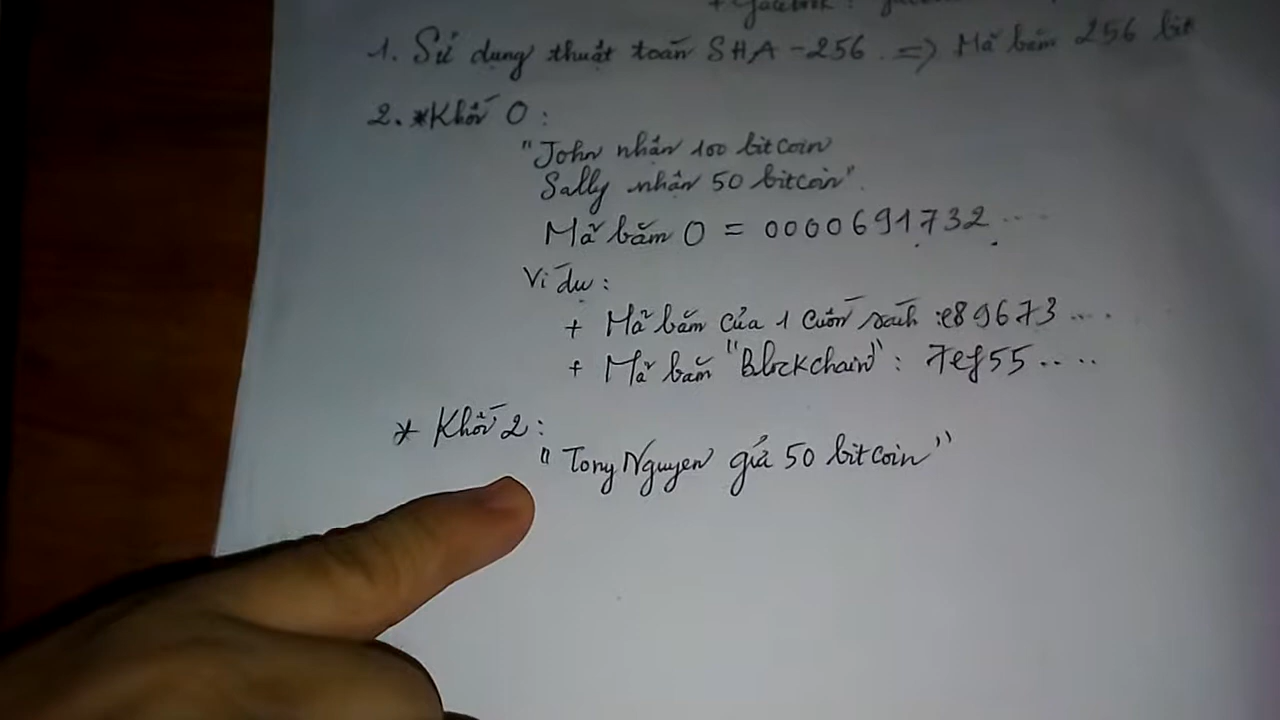 + Facebook :
1. Sử dụng thuật toán SHA-256 => Mã băm 256 bit
2. *Khối 0 :
"John nhận 100 bitcoin
Sally nhận 50 bitcoin".
Mã băm 0 = 0000691732....
Ví dụ :
+ Mã băm của 1 cuốn sách : e89673....
+ Mã băm "Blockchain" : 7ef55....
* Khối 2 :
"Tony Nguyen gửi 50 bitcoin"